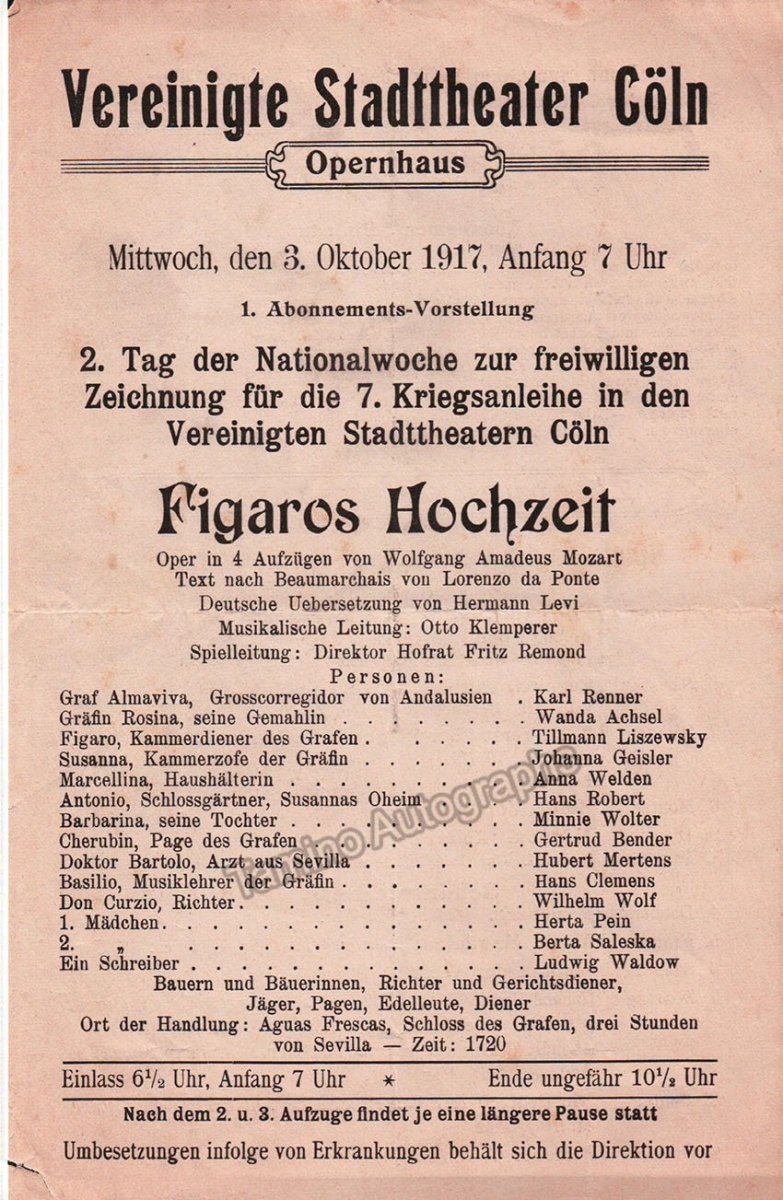 Vereinigte Stadttheater Cöln
Opernhaus
Mittwoch, den 3. Oktober 1917, Anfang 7 Uhr
1. Abonnements-Vorstellung
2. Tag der Nationalwoche zur freiwilligen
Zeichnung für die 7. Kriegsanleihe in den
Vereinigten Stadttheatern Cöln
Figaros Hochzeit
Oper in 4 Aufzügen von Wolfgang Amadeus Mozart
Text nach Beaumarchais von Lorenzo da Ponte
Deutsche Uebersetzung von Hermann Levi
Musikalische Leitung: Otto Klemperer
Spielleitung: Direktor Hofrat Fritz Remond
Personen:
Graf Almaviva, Grosscorregidor von Andalusien . Karl Renner
Gräfin Rosina, seine Gemahlin . . . . . . . . Wanda Achsel
Figaro, Kammerdiener des Grafen . . . . . . . Tillmann Liszewsky
Susanna, Kammerzofe der Gräfin . . . . . . . Johanna Geisler
Marcellina, Haushälterin . . . . . . . . . . Anna Welden
Antonio, Schlossgärtner, Susannas Oheim . . . . Hans Robert
Barbarina, seine Tochter . . . . . . . . . . Minnie Wolter
Cherubin, Page des Grafen . . . . . . . . . Gertrud Bender
Doktor Bartolo, Arzt aus Sevilla . . . . . . . Hubert Mertens
Basilio, Musiklehrer der Gräfin . . . . . . . . Hans Clemens
Don Curzio, Richter . . . . . . . . . . . . Wilhelm Wolf
1. Mädchen . . . . . . . . . . . . . . . Herta Pein
2. „ . . . . . . . . . . . . . Berta Saleska
Ein Schreiber . . . . . . . . . . . . . . Ludwig Waldow
Bauern und Bäuerinnen, Richter und Gerichtsdiener,
Jäger, Pagen, Edelleute, Diener
Ort der Handlung: Aguas Frescas, Schloss des Grafen, drei Stunden
von Sevilla — Zeit: 1720
Einlass 6½ Uhr, Anfang 7 Uhr * Ende ungefähr 10½ Uhr
Nach dem 2. u. 3. Aufzuge findet je eine längere Pause statt
Umbesetzungen infolge von Erkrankungen behält sich die Direktion vor
Tamino Autographs